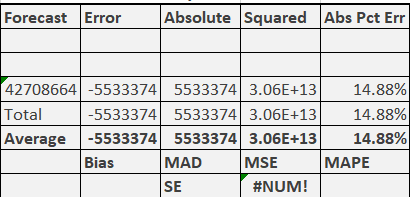 Forecast Error Absolute Squared Abs Pct Err
42708664 -5533374 5533374 3.06E+13 14.88%
Total -5533374 5533374 3.06E+13 14.88%
Average -5533374 5533374 3.06E+13 14.88%
Bias MAD MSE MAPE
SE #NUM!